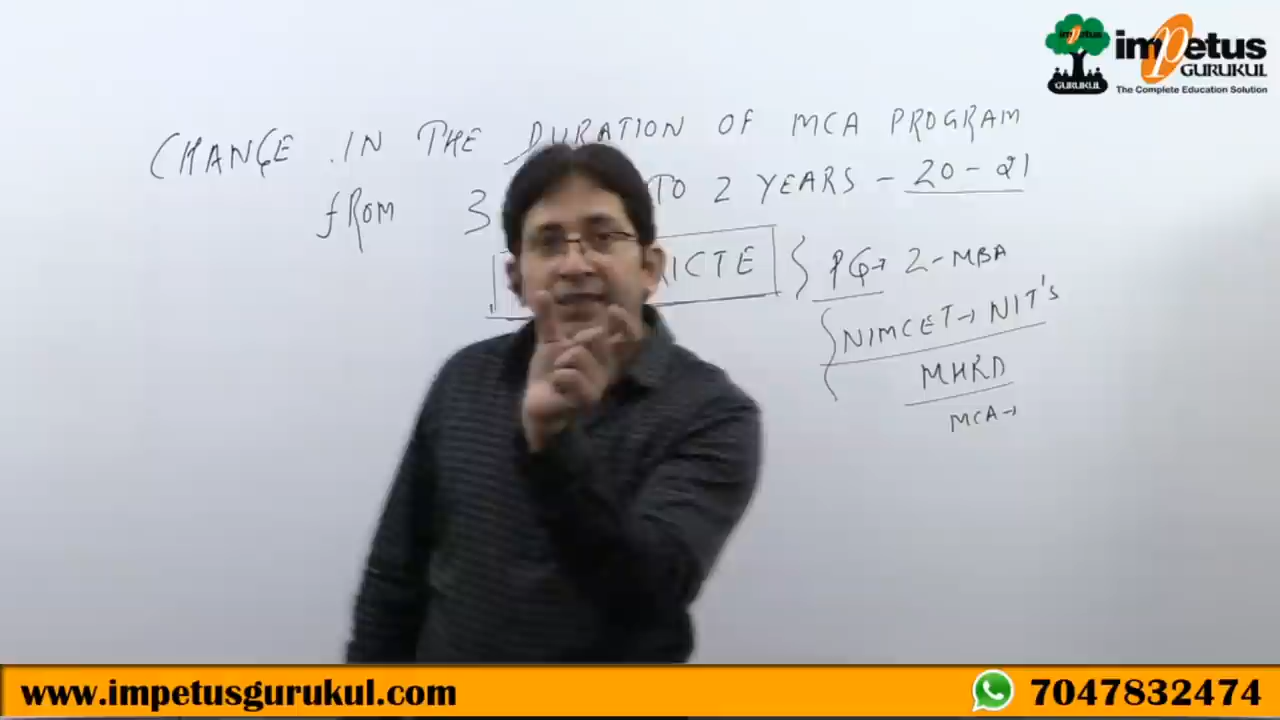 impetus
GURUKUL
impetus
GURUKUL
The Complete Education Solution
CHANGE IN THE DURATION OF MCA PROGRAM
FROM 3 TO 2 YEARS - 20-21
ICTE } PG → 2-MBA
NIMCET → NIT's
MHRD
MCA →
www.impetusgurukul.com
7047832474